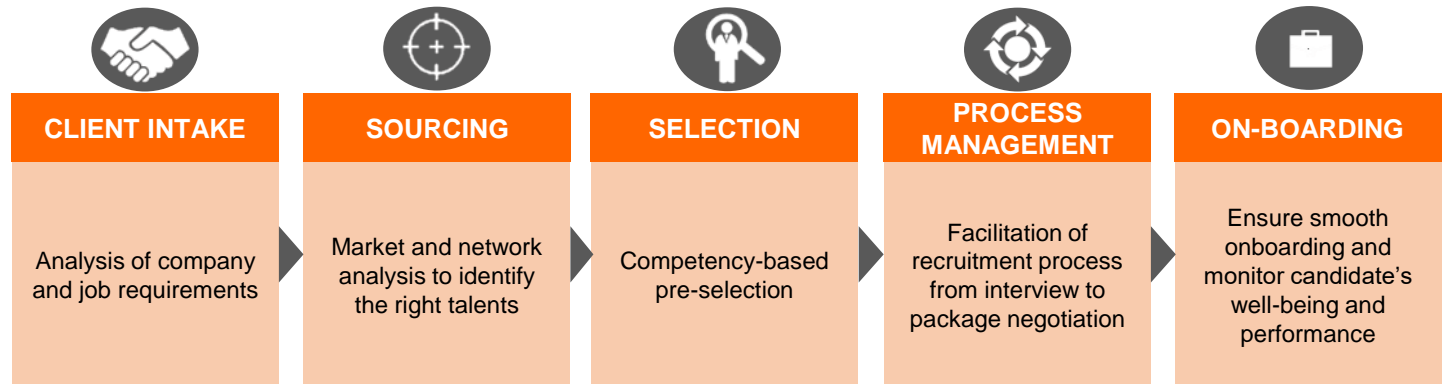 CLIENT INTAKE
Analysis of company
and job requirements
SOURCING
Market and network
analysis to identify
the right talents
SELECTION
Competency-based
pre-selection
PROCESS
MANAGEMENT
Facilitation of
recruitment process
from interview to
package negotiation
ON-BOARDING
Ensure smooth
onboarding and
monitor candidate’s
well-being and
performance